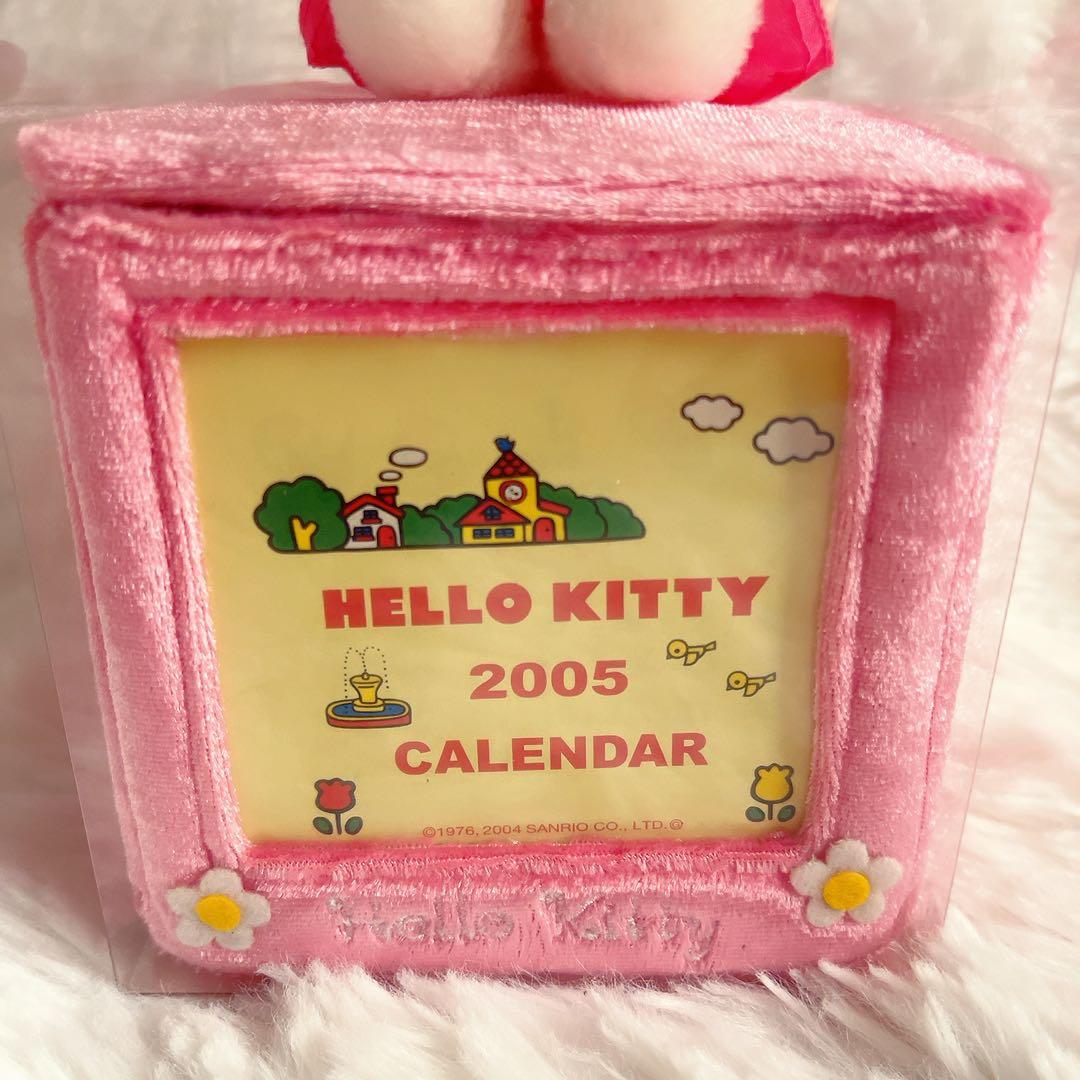 HELLO KITTY
2005
CALENDAR
©1976, 2004 SANRIO CO., LTD.
Hello Kitty